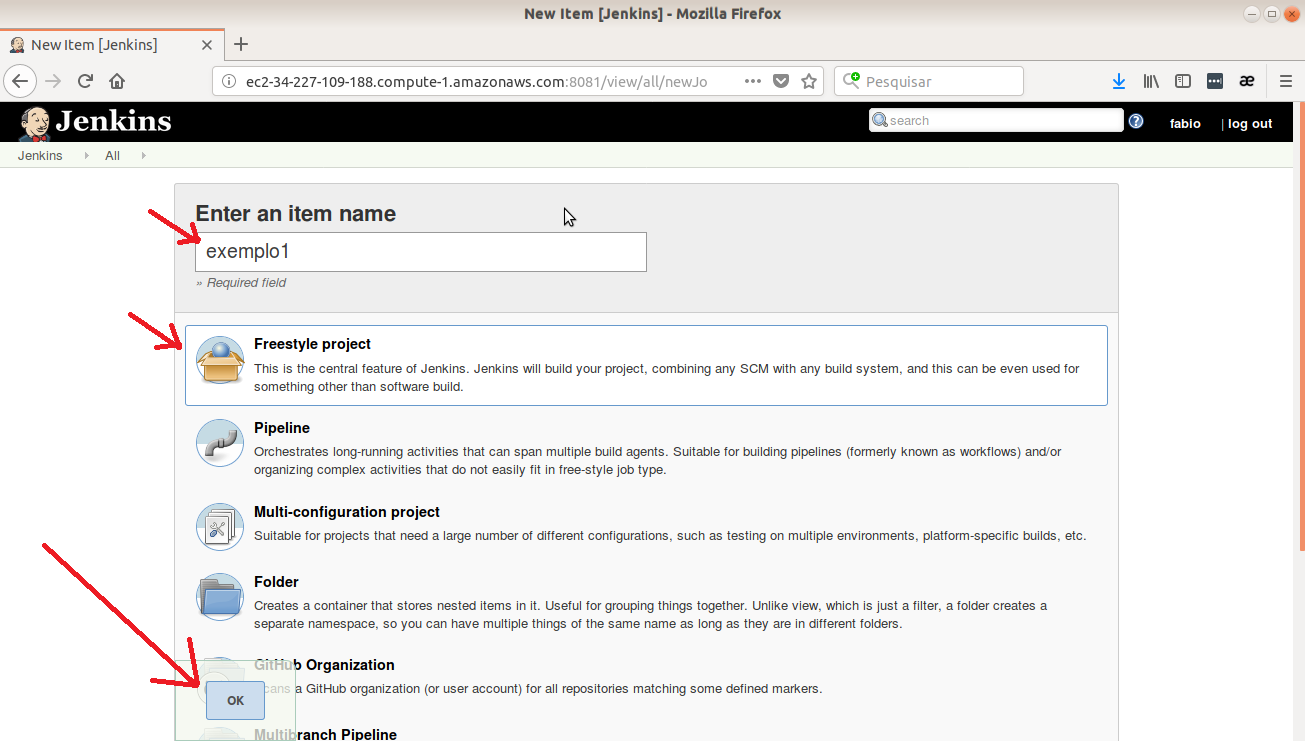 New Item [Jenkins] - Mozilla Firefox
New Item [Jenkins]
ec2-34-227-109-188.compute-1.amazonaws.com:8081/view/all/newJo
Pesquisar
æ
Jenkins
search
fabio
| log out
Jenkins
All
Enter an item name
exemplo1
» Required field
Freestyle project
This is the central feature of Jenkins. Jenkins will build your project, combining any SCM with any build system, and this can be even used for
something other than software build.
Pipeline
Orchestrates long-running activities that can span multiple build agents. Suitable for building pipelines (formerly known as workflows) and/or
organizing complex activities that do not easily fit in free-style job type.
Multi-configuration project
Suitable for projects that need a large number of different configurations, such as testing on multiple environments, platform-specific builds, etc.
Folder
Creates a container that stores nested items in it. Useful for grouping things together. Unlike view, which is just a filter, a folder creates a
separate namespace, so you can have multiple things of the same name as long as they are in different folders.
GitHub Organization
Scans a GitHub organization (or user account) for all repositories matching some defined markers.
OK
Multibranch Pipeline